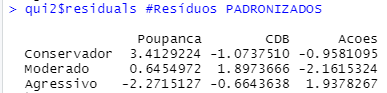 > qui2$residuals #Resíduos PADRONIZADOS
Poupanca CDB Acoes
Conservador 3.4129224 -1.0737510 -0.9581095
Moderado 0.6454972 1.8973666 -2.1615324
Agressivo -2.2715127 -0.6643638 1.9378267